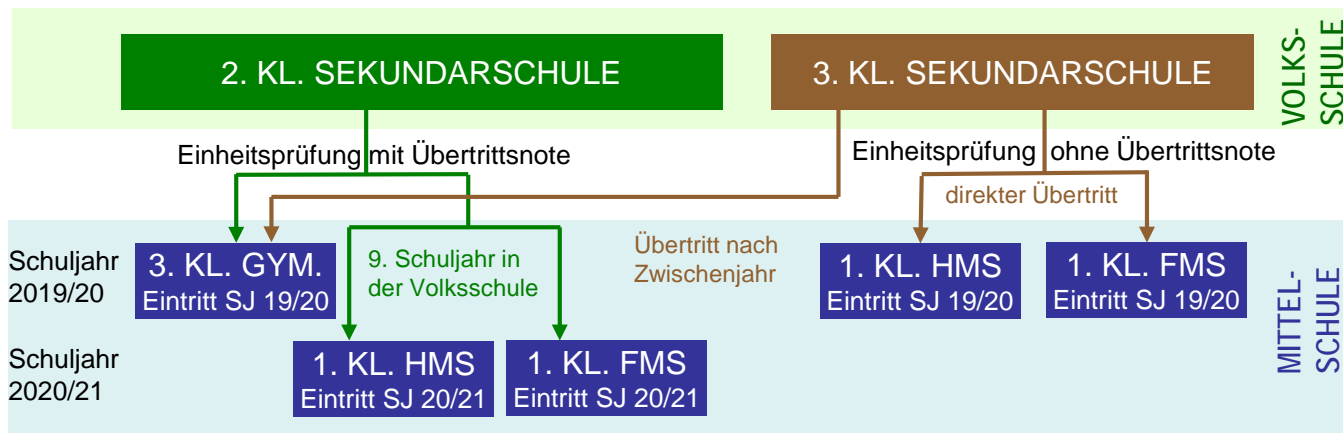 2. KL. SEKUNDARSCHULE
3. KL. SEKUNDARSCHULE
VOLKS-
SCHULE
Einheitsprüfung mit Übertrittsnote
Einheitsprüfung ohne Übertrittsnote
direkter Übertritt
Schuljahr
2019/20
3. KL. GYM.
Eintritt SJ 19/20
9. Schuljahr in
der Volksschule
Übertritt nach
Zwischenjahr
1. KL. HMS
Eintritt SJ 19/20
1. KL. FMS
Eintritt SJ 19/20
MITTEL-
SCHULE
Schuljahr
2020/21
1. KL. HMS
Eintritt SJ 20/21
1. KL. FMS
Eintritt SJ 20/21